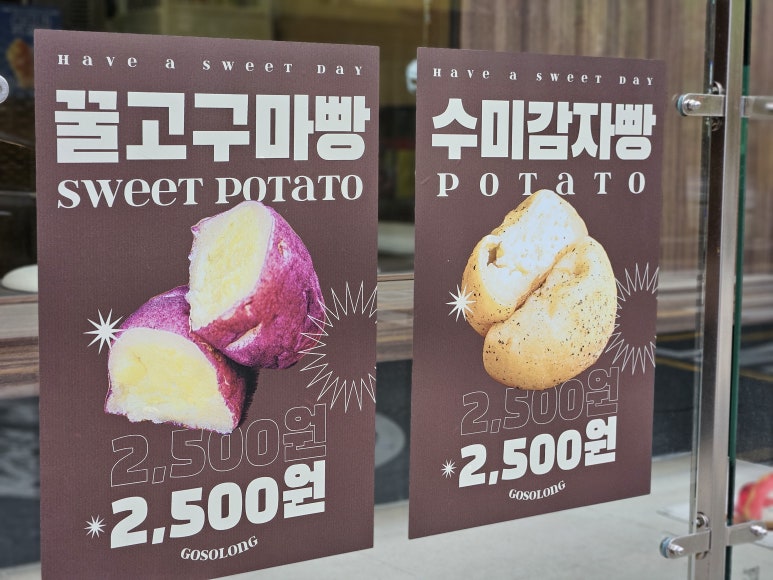 Have a sweet day
꿀고구마빵
sweet potato
2,500원
2,500원
GOSOLONG
Have a sweet day
수미감자빵
potato
2,500원
2,500원
GOSOLONG